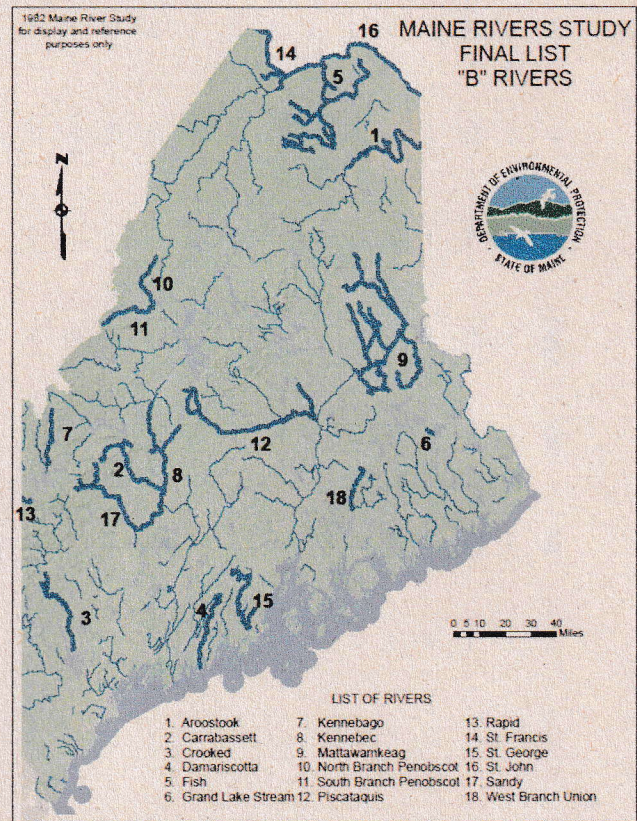 1982 Maine River Study
for display and reference
purposes only
MAINE RIVERS STUDY
FINAL LIST
"B" RIVERS
N
DEPARTMENT OF ENVIRONMENTAL PROTECTION
STATE OF MAINE
16
14
5
1
10
11
9
7
12
6
2
8
18
13
17
15
4
3
0 5 10 20 30 40
Miles
LIST OF RIVERS
1. Aroostook
2. Carrabassett
3. Crooked
4. Damariscotta
5. Fish
6. Grand Lake Stream
7. Kennebago
8. Kennebec
9. Mattawamkeag
10. North Branch Penobscot
11. South Branch Penobscot
12. Piscataquis
13. Rapid
14. St. Francis
15. St. George
16. St. John
17. Sandy
18. West Branch Union